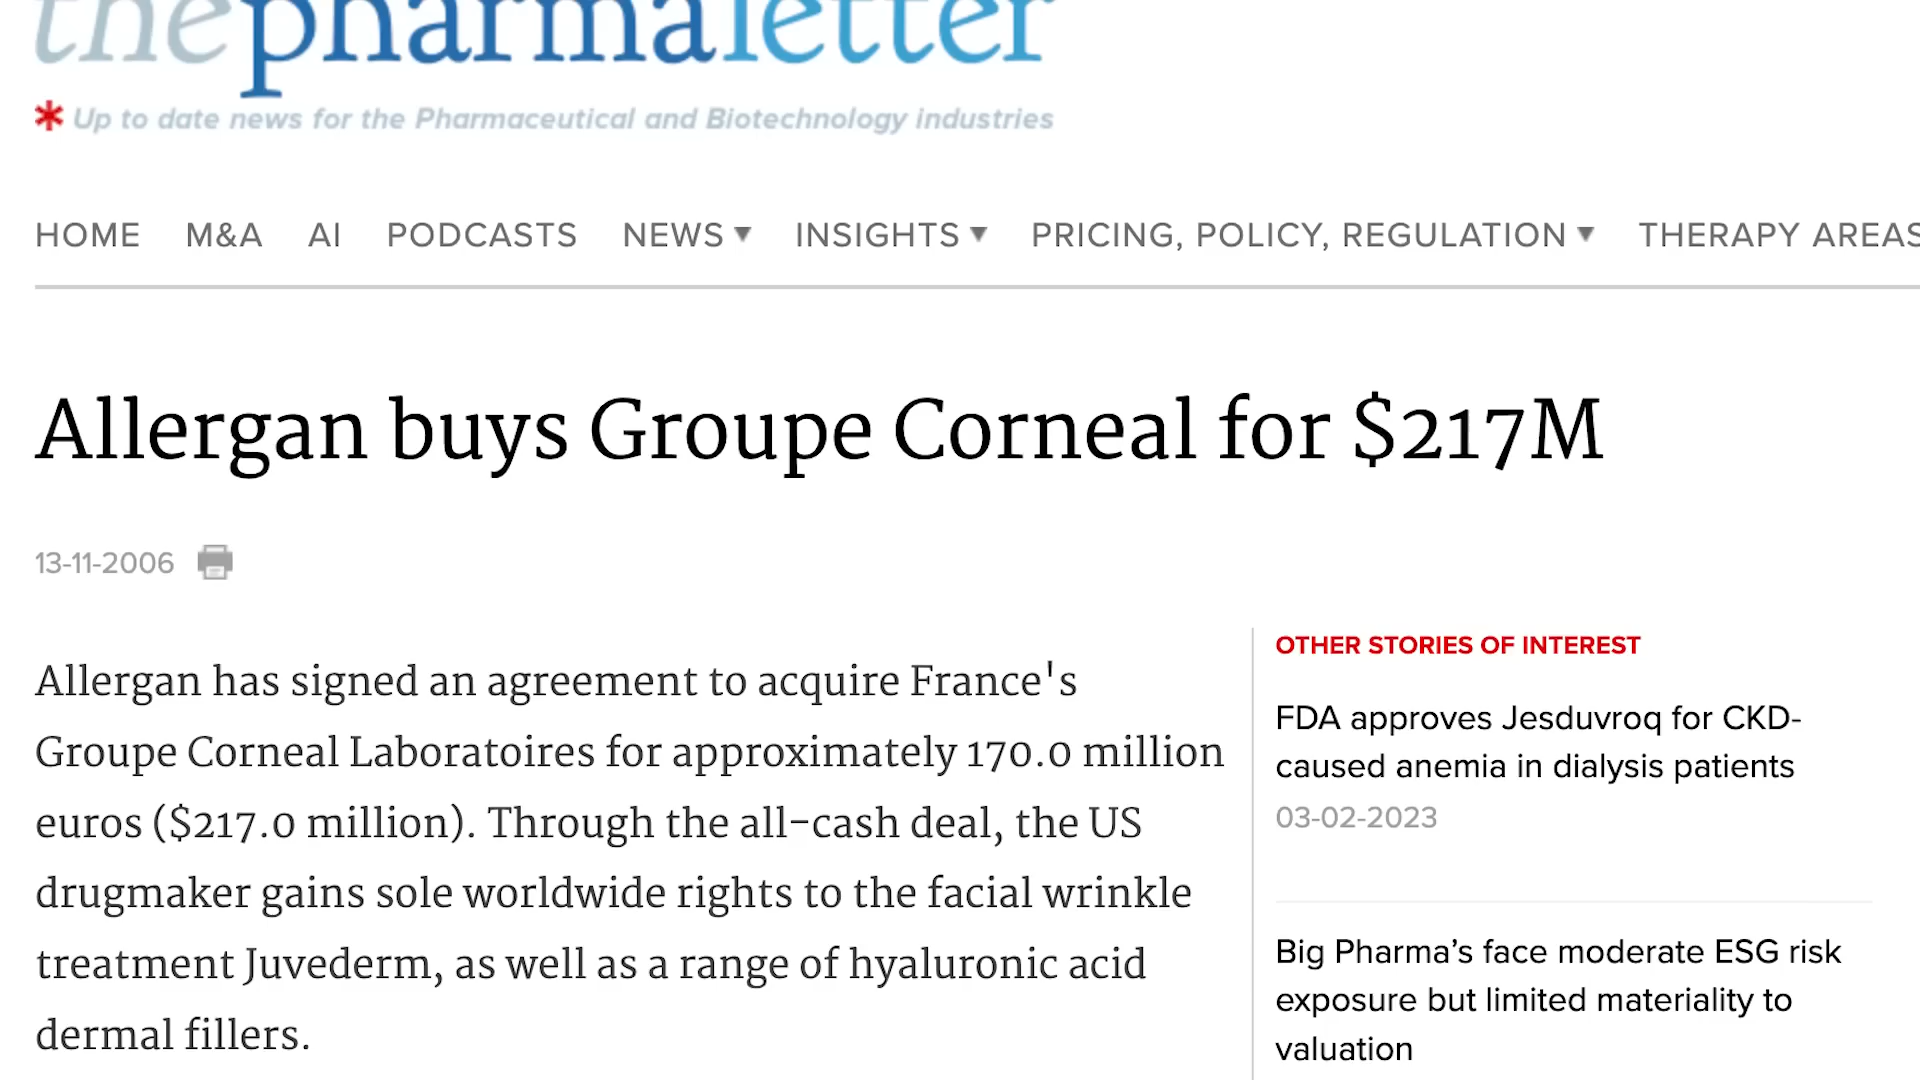 thepharmaletter
* Up to date news for the Pharmaceutical and Biotechnology industries
HOME M&A AI PODCASTS NEWS▼ INSIGHTS▼ PRICING, POLICY, REGULATION▼ THERAPY AREAS
Allergan buys Groupe Corneal for $217M
13-11-2006
Allergan has signed an agreement to acquire France's
Groupe Corneal Laboratoires for approximately 170.0 million
euros ($217.0 million). Through the all-cash deal, the US
drugmaker gains sole worldwide rights to the facial wrinkle
treatment Juvederm, as well as a range of hyaluronic acid
dermal fillers.
OTHER STORIES OF INTEREST
FDA approves Jesduvroq for CKD-
caused anemia in dialysis patients
03-02-2023
Big Pharma’s face moderate ESG risk
exposure but limited materiality to
valuation